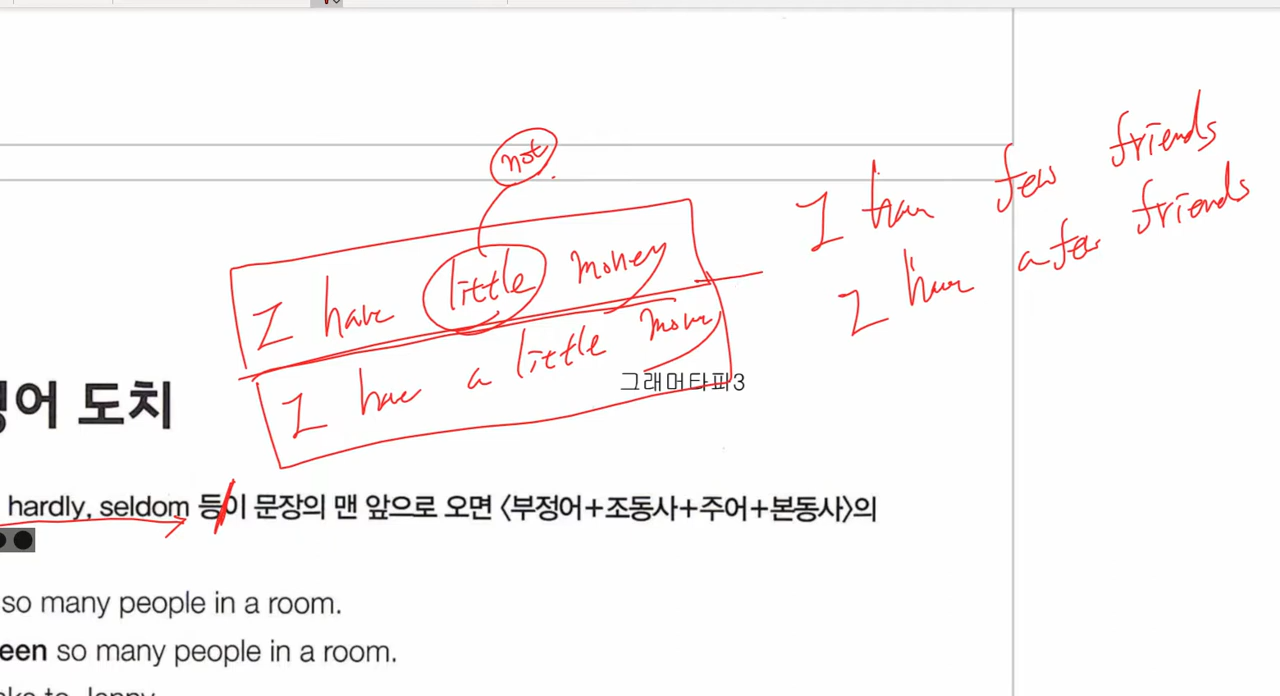 not
I have little money
I have a little money
I have few friends
I have a few friends
그래머타파3
정어 도치
hardly, seldom 등이 문장의 맨 앞으로 오면 〈부정어+조동사+주어+본동사〉의
so many people in a room.
een so many people in a room.